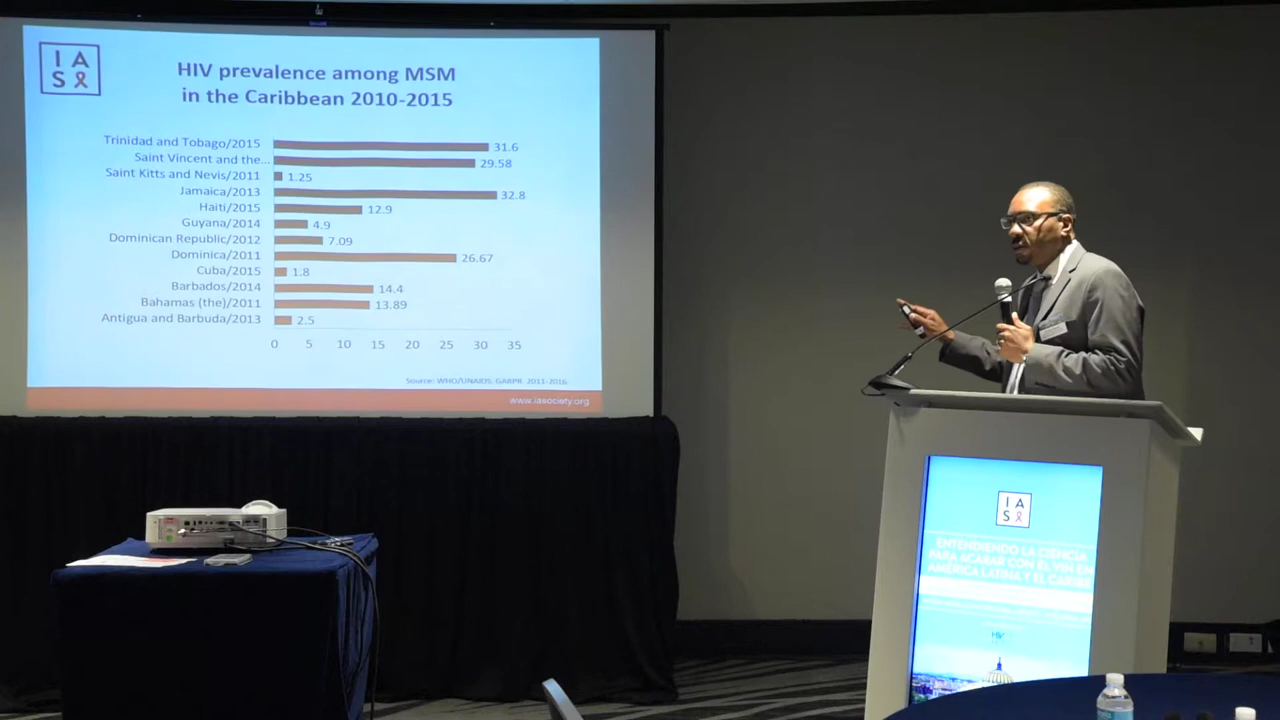 I A
S
HIV prevalence among MSM
in the Caribbean 2010-2015
Trinidad and Tobago/2015 31.6
Saint Vincent and the... 29.58
Saint Kitts and Nevis/2011 1.25
Jamaica/2013 32.8
Haiti/2015 12.9
Guyana/2014 4.9
Dominican Republic/2012 7.09
Dominica/2011 26.67
Cuba/2015 1.8
Barbados/2014 14.4
Bahamas (the)/2011 13.89
Antigua and Barbuda/2013 2.5
0 5 10 15 20 25 30 35
Source: WHO/UNAIDS: GARPR 2011-2016
www.iasociety.org
I A
S
ENTENDIENDO LA CIENCIA
PARA ACABAR CON EL VIH EN
AMÉRICA LATINA Y EL CARIBE
HIV